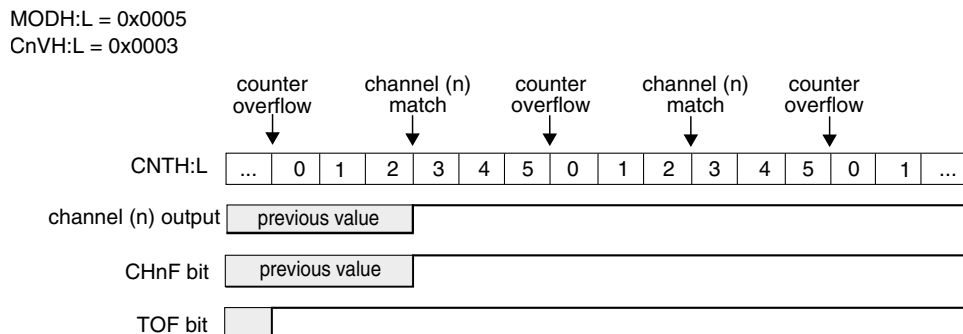 MODH:L = 0x0005
CnVH:L = 0x0003
counter overflow channel (n) match counter overflow channel (n) match counter overflow
CNTH:L ... 0 1 2 3 4 5 0 1 2 3 4 5 0 1 ...
channel (n) output previous value
CHnF bit previous value
TOF bit